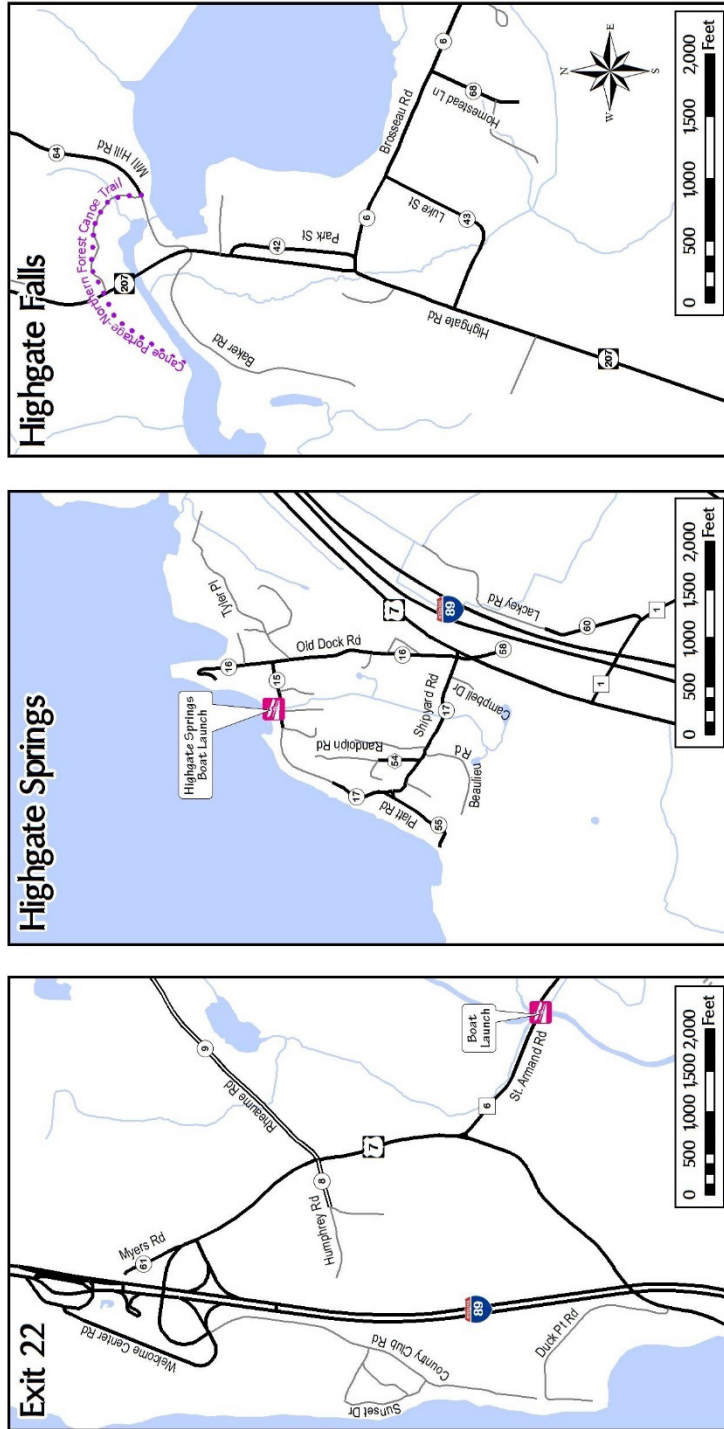 Exit 22
Welcome Center Rd
Myers Rd
61
Rheaume Rd
9
Humphrey Rd
8
7
6
St. Armand Rd
Boat
Launch
89
Country Club Rd
Sunset Dr
Duck Pt Rd
0 500 1,000 1,500 2,000
Feet
Highgate Springs
Highgate Springs
Boat Launch
Tyler Pl
16
15
Old Dock Rd
16
7
89
Lackey Rd
60
58
Shipyard Rd
17
Campbell Dr
Randolph Rd
54
17
Platt Rd
55
Beaulieu
Rd
1
1
0 500 1,000 1,500 2,000
Feet
Highgate Falls
64
Mill Hill Rd
Canoe Portage-Northern Forest Canoe Trail
207
Baker Rd
42
Park St
6
Brosseau Rd
6
68
Homestead Ln
Luke St
43
Highgate Rd
207
N
E
S
W
0 500 1,000 1,500 2,000
Feet